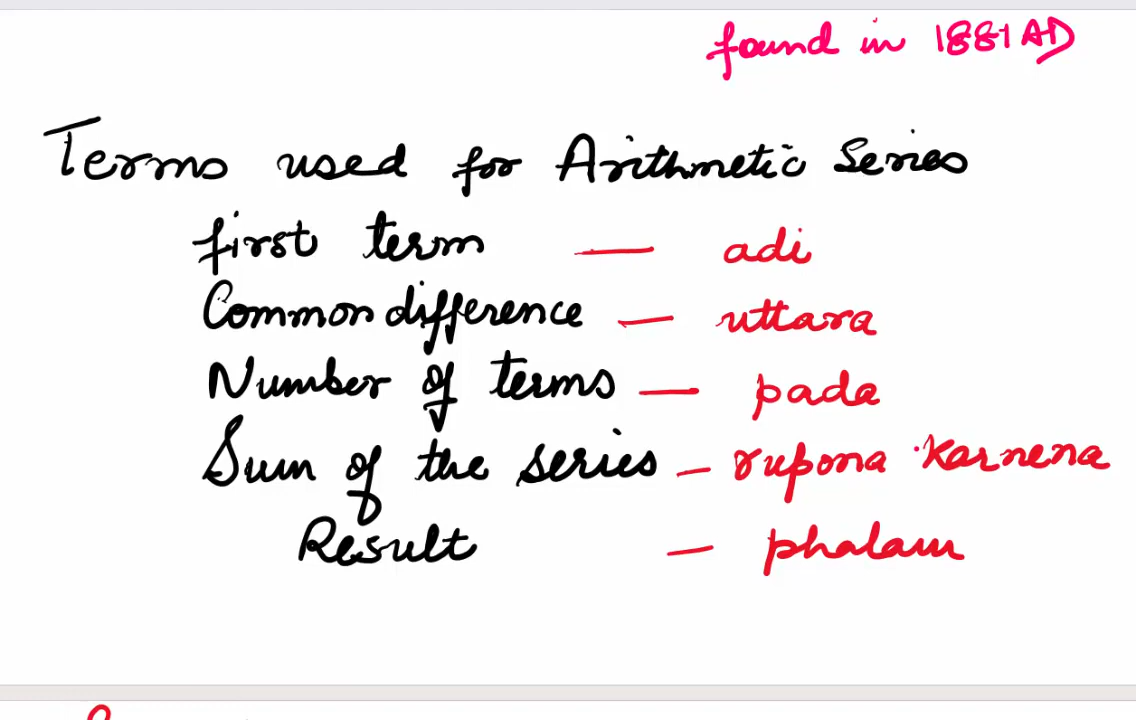 found in 1881 AD
Terms used for Arithmetic Series
first term — adi
Common difference — uttara
Number of terms — pada
Sum of the series — rupona karnena
Result — phalam